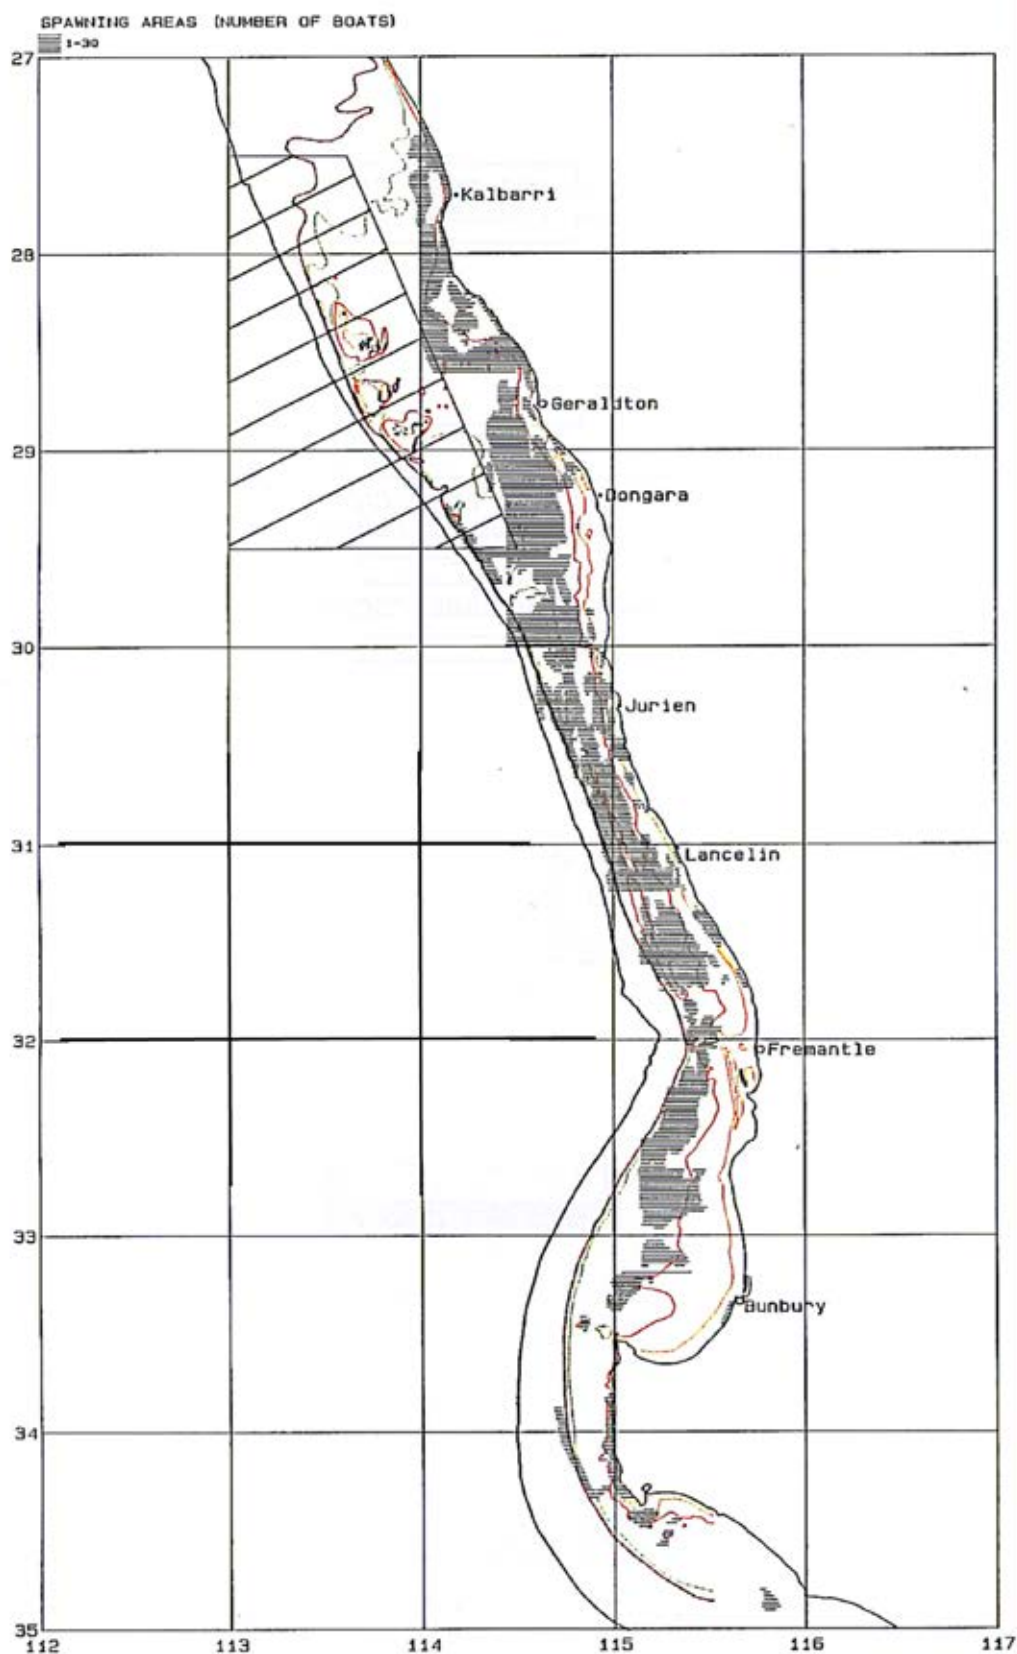 SPAWNING AREAS (NUMBER OF BOATS)
1-30
27
Kalbarri
28
Geraldton
29
Dongara
30
Jurien
31
Lancelin
32
Fremantle
33
Bunbury
34
35
112 113 114 115 116 117